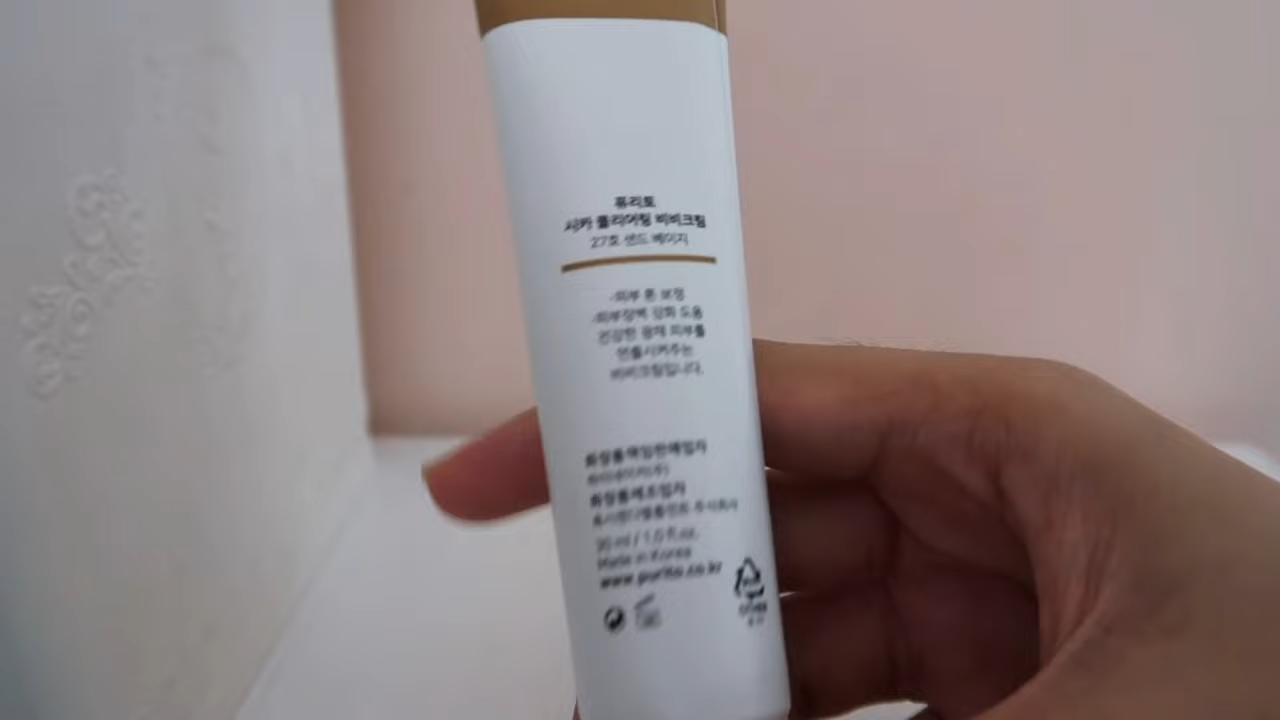 퓨리토
시카 클리어링 비비크림
27호 샌드 베이지
-피부 톤 보정
-피부장벽 강화 도움
건강한 광채 피부를
연출시켜주는
비비크림입니다.
화장품책임판매업자
화장품제조업자
30 ml / 1.0 fl.oz.
Made in Korea
www.purito.co.kr